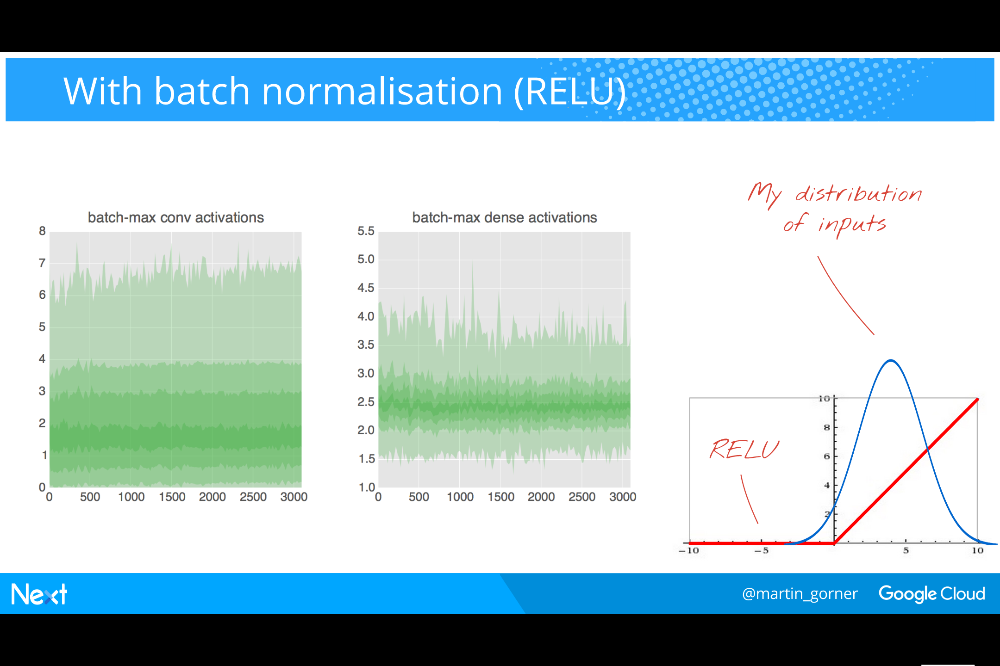 With batch normalisation (RELU)
My distribution
of inputs
batch-max conv activations
8
7
6
5
4
3
2
1
0
0 500 1000 1500 2000 2500 3000
batch-max dense activations
5.5
5.0
4.5
4.0
3.5
3.0
2.5
2.0
1.5
1.0
0 500 1000 1500 2000 2500 3000
RELU
10
8
6
4
2
-10 -5 5 10
Next
@martin_gorner Google Cloud